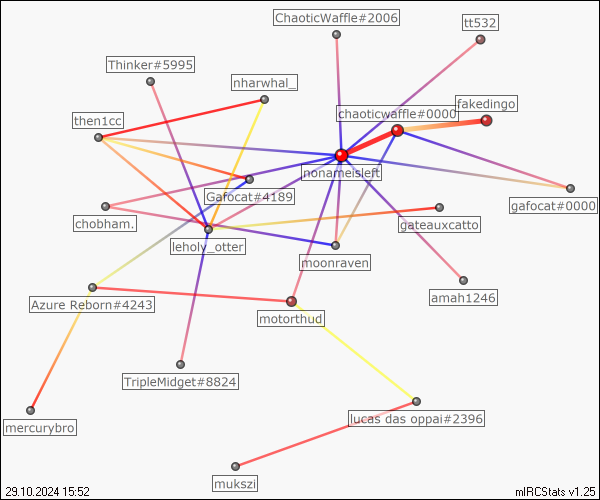 ChaoticWaffle#2006
tt532
Thinker#5995
nharwhal_
fakedingo
chaoticwaffle#0000
then1cc
nonameisleft
Gafocat#4189
gafocat#0000
chobham.
gateauxcatto
leholy_otter
moonraven
Azure Reborn#4243
amah1246
motorthud
TripleMidget#8824
lucas das oppai#2396
mercurybro
mukszi
29.10.2024 15:52
mIRCStats v1.25